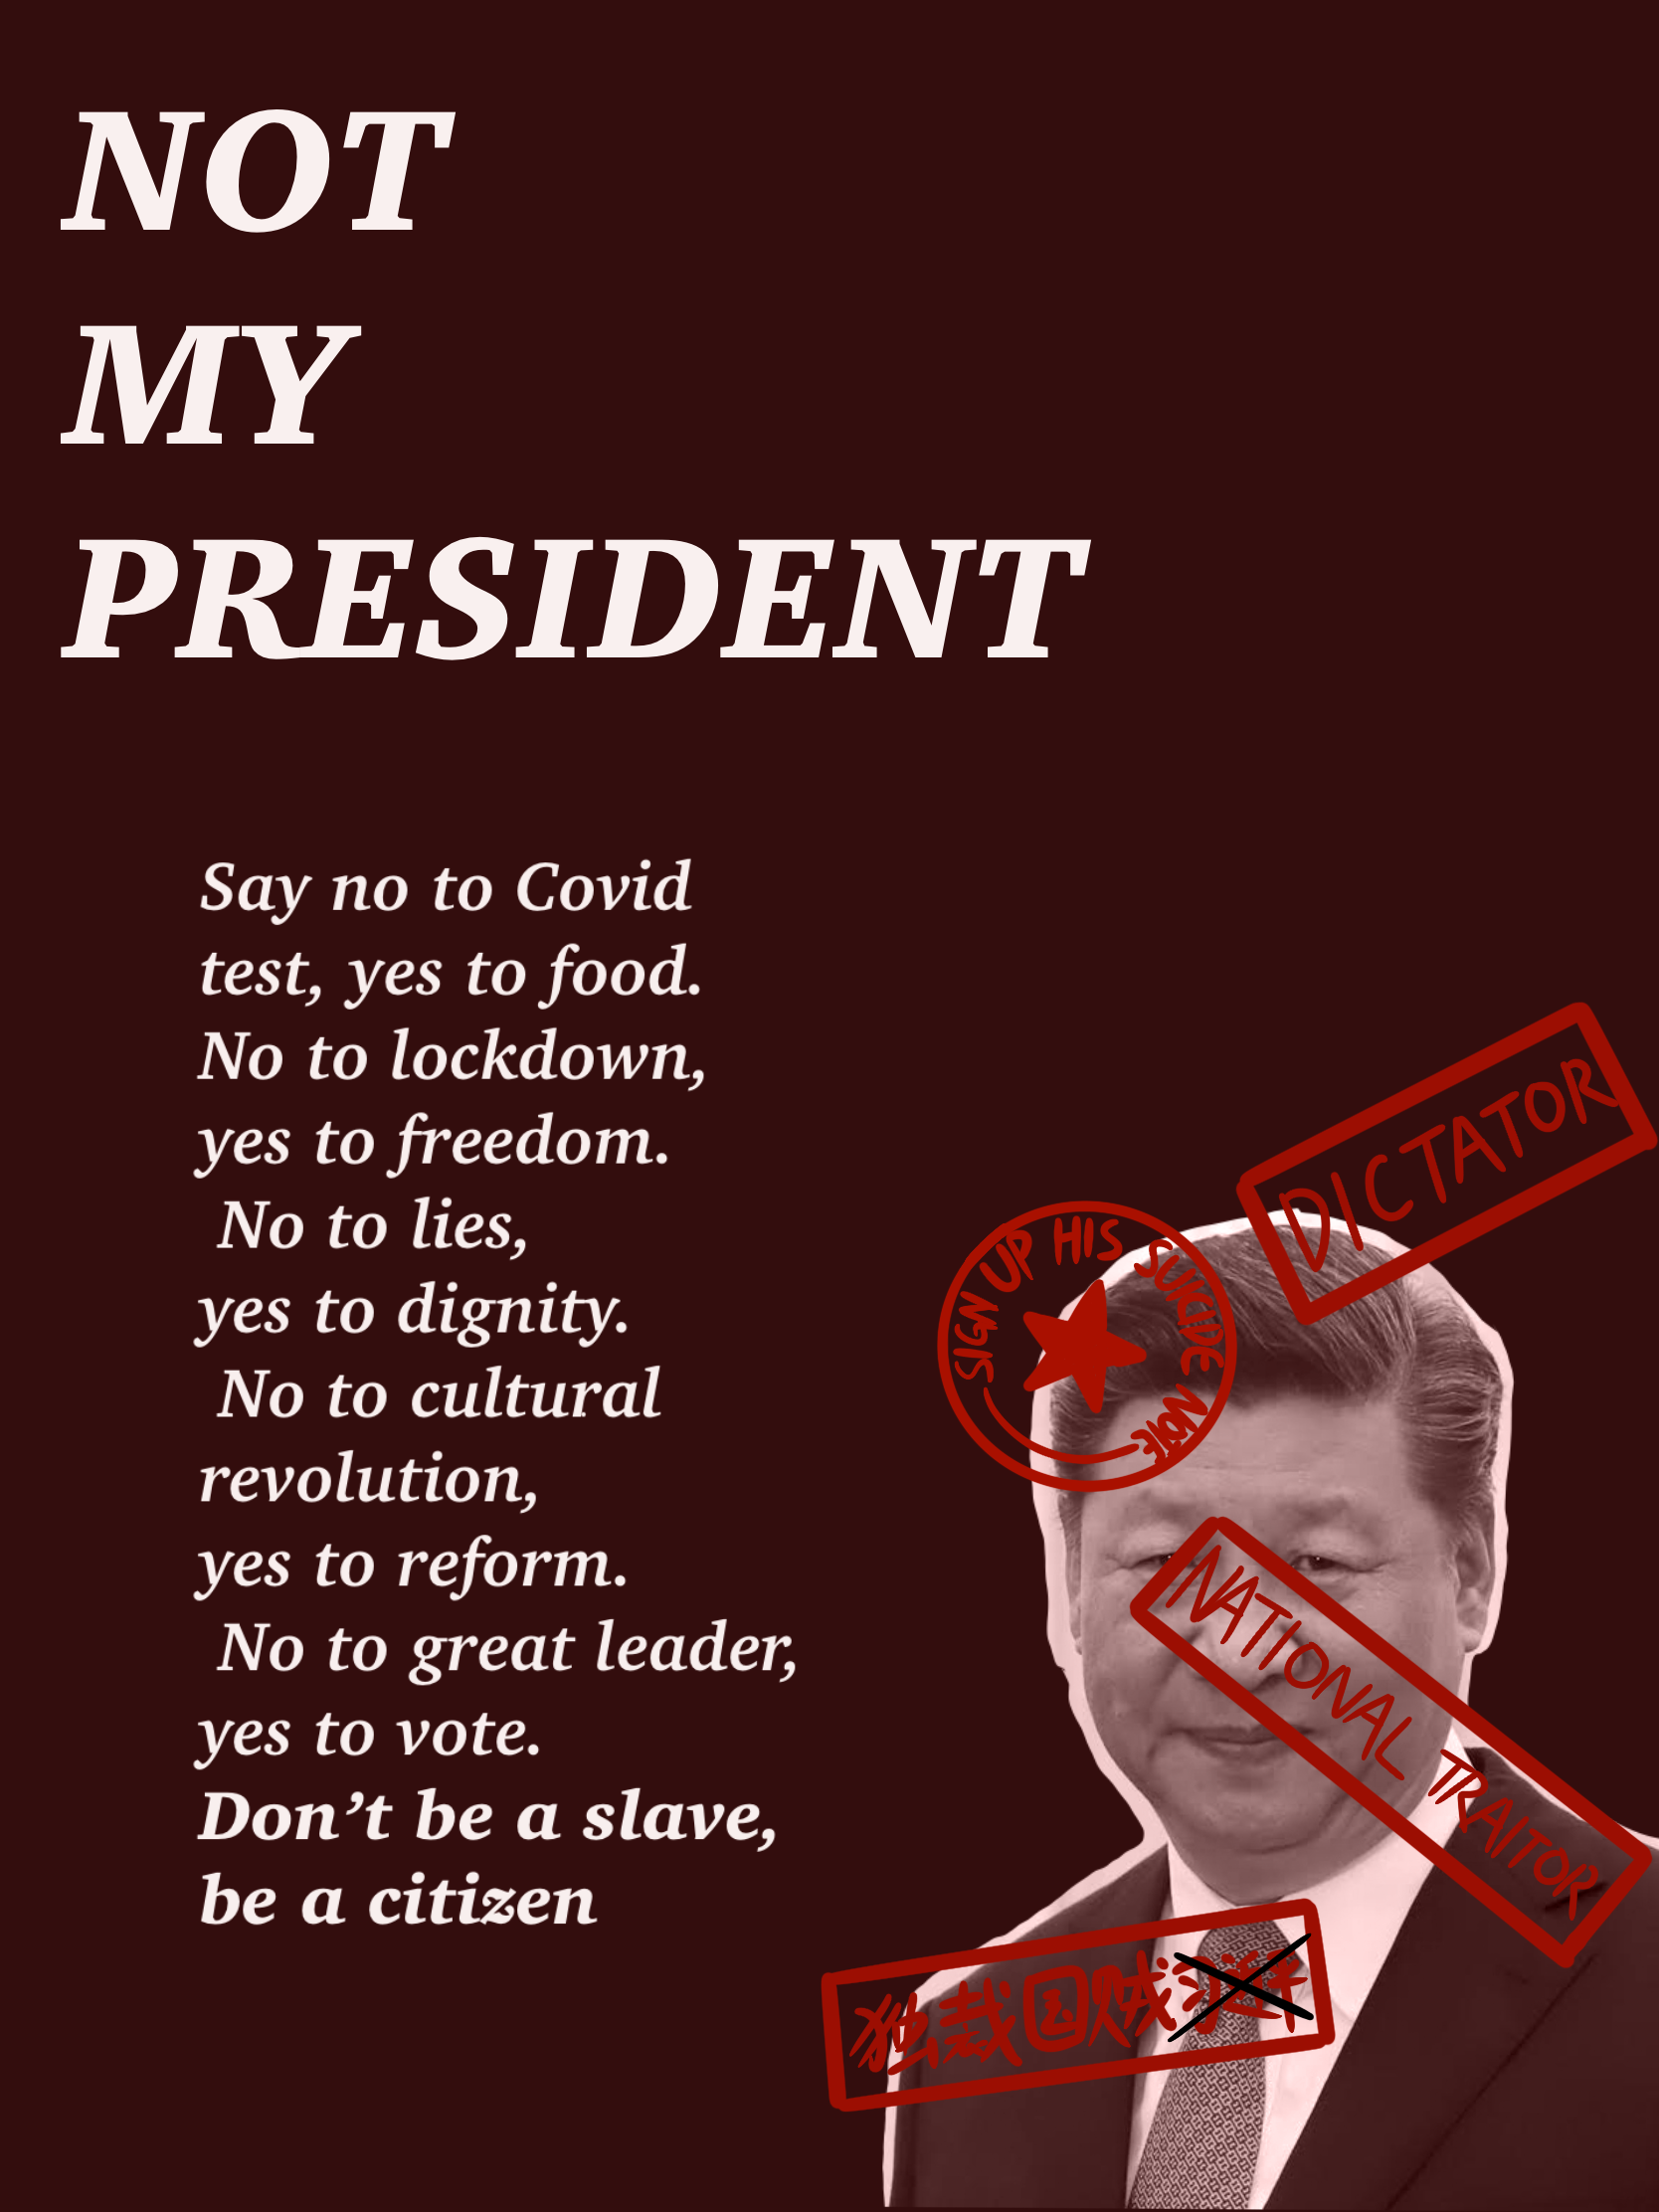 NOT
MY
PRESIDENT
Say no to Covid
test, yes to food.
No to lockdown,
yes to freedom.
No to lies,
yes to dignity.
No to cultural
revolution,
yes to reform.
No to great leader,
yes to vote.
Don’t be a slave,
be a citizen
DICTATOR
SIGN UP HIS SUICIDE NOTE
NATIONAL TRAITOR
独裁国贼